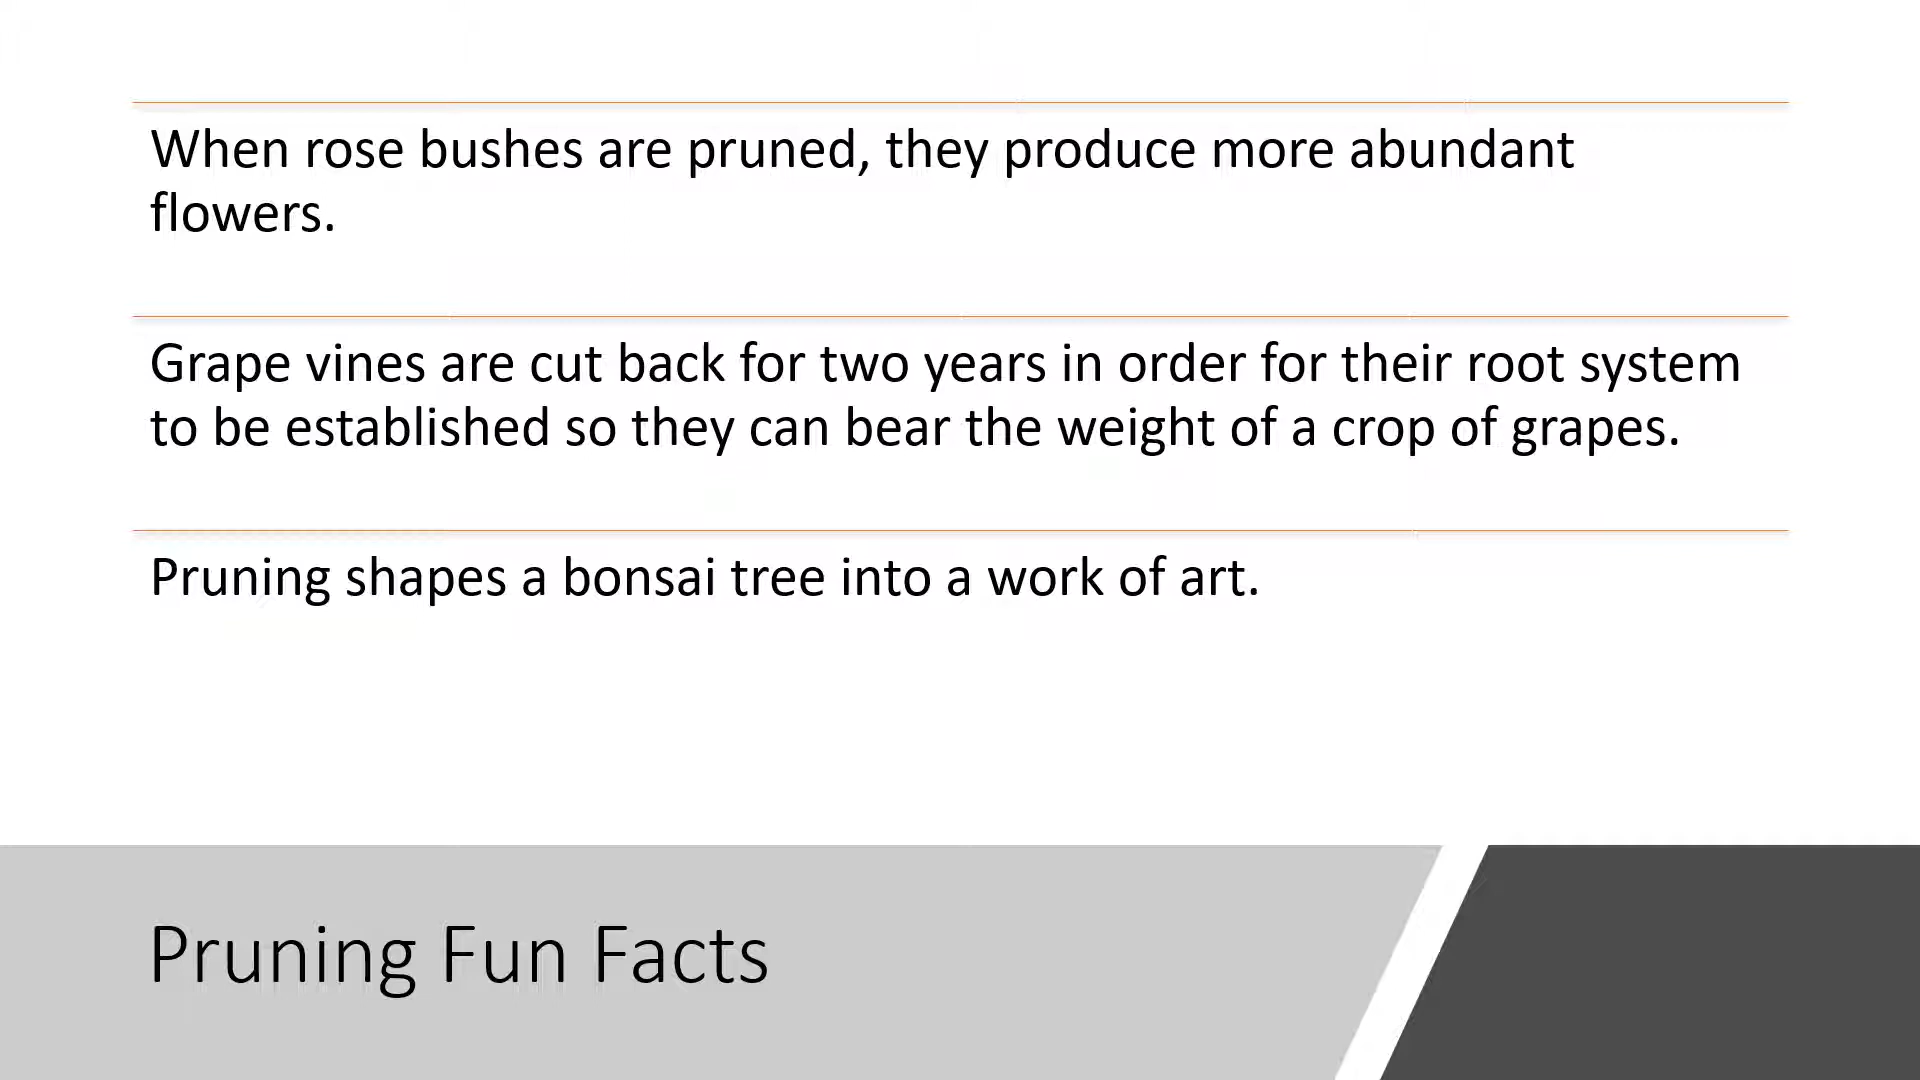 When rose bushes are pruned, they produce more abundant
flowers.
Grape vines are cut back for two years in order for their root system
to be established so they can bear the weight of a crop of grapes.
Pruning shapes a bonsai tree into a work of art.
Pruning Fun Facts